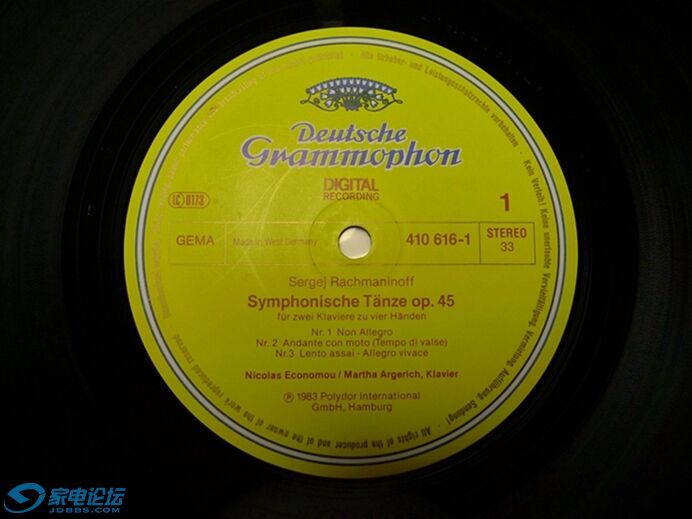 Deutsche
Grammophon
DIGITAL
RECORDING
LC 0173
1
GEMA
Made in West Germany
410 616-1
STEREO
33
Sergej Rachmaninoff
Symphonische Tänze op. 45
für zwei Klaviere zu vier Händen
Nr. 1 Non Allegro
Nr. 2 Andante con moto (Tempo di valse)
Nr.3 Lento assai - Allegro vivace
Nicolas Economou / Martha Argerich, Klavier
Ⓟ 1983 Polydor International
GmbH, Hamburg
Alle Urheber- und Leistungsschutzrechte vorbehalten
Kein Verleih! Keine unerlaubte Vervielfältigung, Vermietung, Aufführung, Sendung!
All rights of the producer and of the owner of the work reproduced reserved
家电论坛
JDBBS.COM